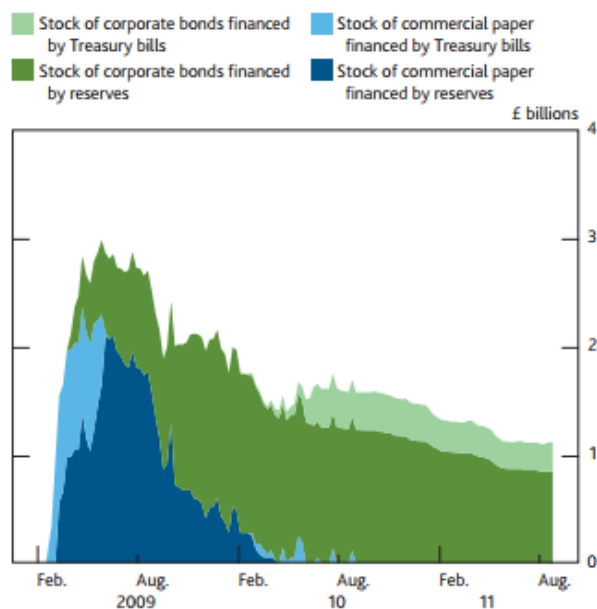 Stock of corporate bonds financed
by Treasury bills
Stock of commercial paper
financed by Treasury bills
Stock of corporate bonds financed
by reserves
Stock of commercial paper
financed by reserves
£ billions
4
3
2
1
0
Feb. Aug. Feb. Aug. Feb. Aug.
2009 10 11